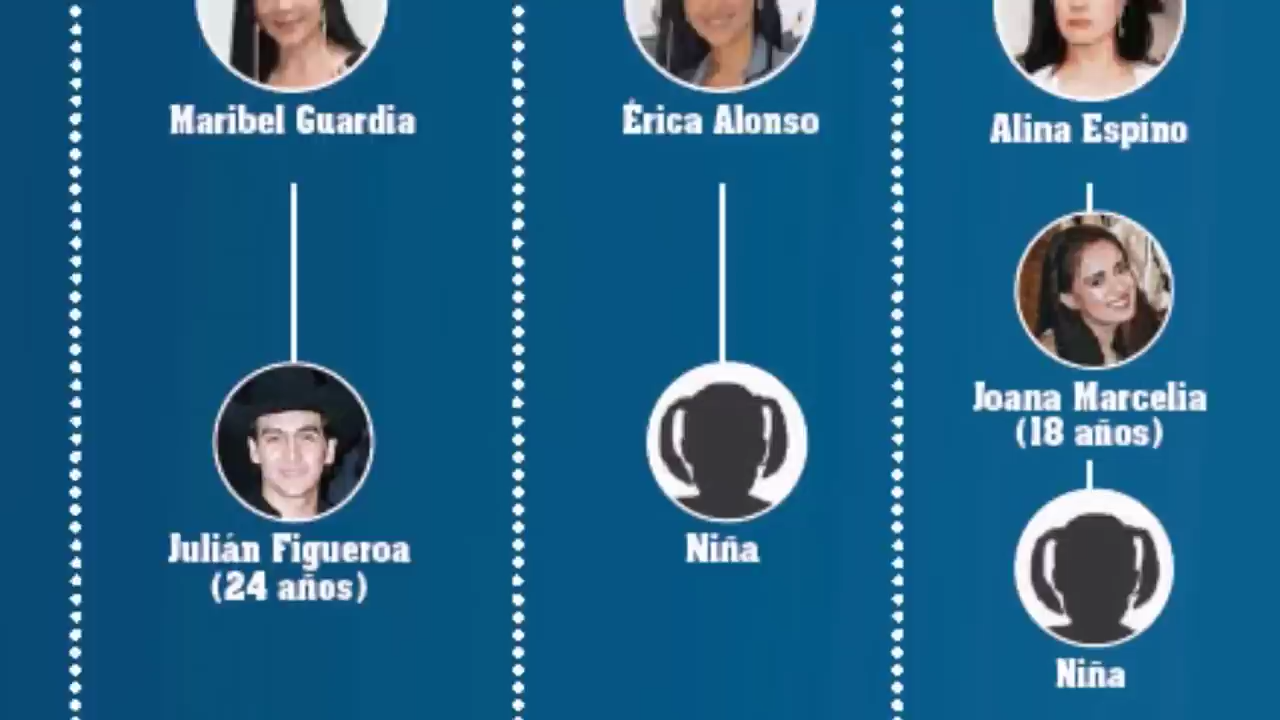 Maribel Guardia
Érica Alonso
Alina Espino
Joana Marcelia
(18 años)
Julián Figueroa
(24 años)
Niña
Niña